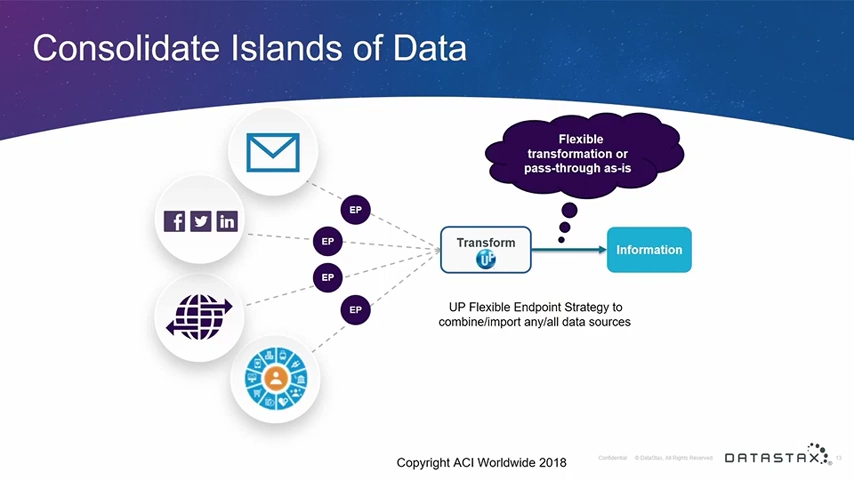 Consolidate Islands of Data
Flexible
transformation or
pass-through as-is
EP
EP
EP
EP
Transform
UP
Information
UP Flexible Endpoint Strategy to
combine/import any/all data sources
Copyright ACI Worldwide 2018
Confidential © DataStax, All Rights Reserved.
DATASTAX®
13